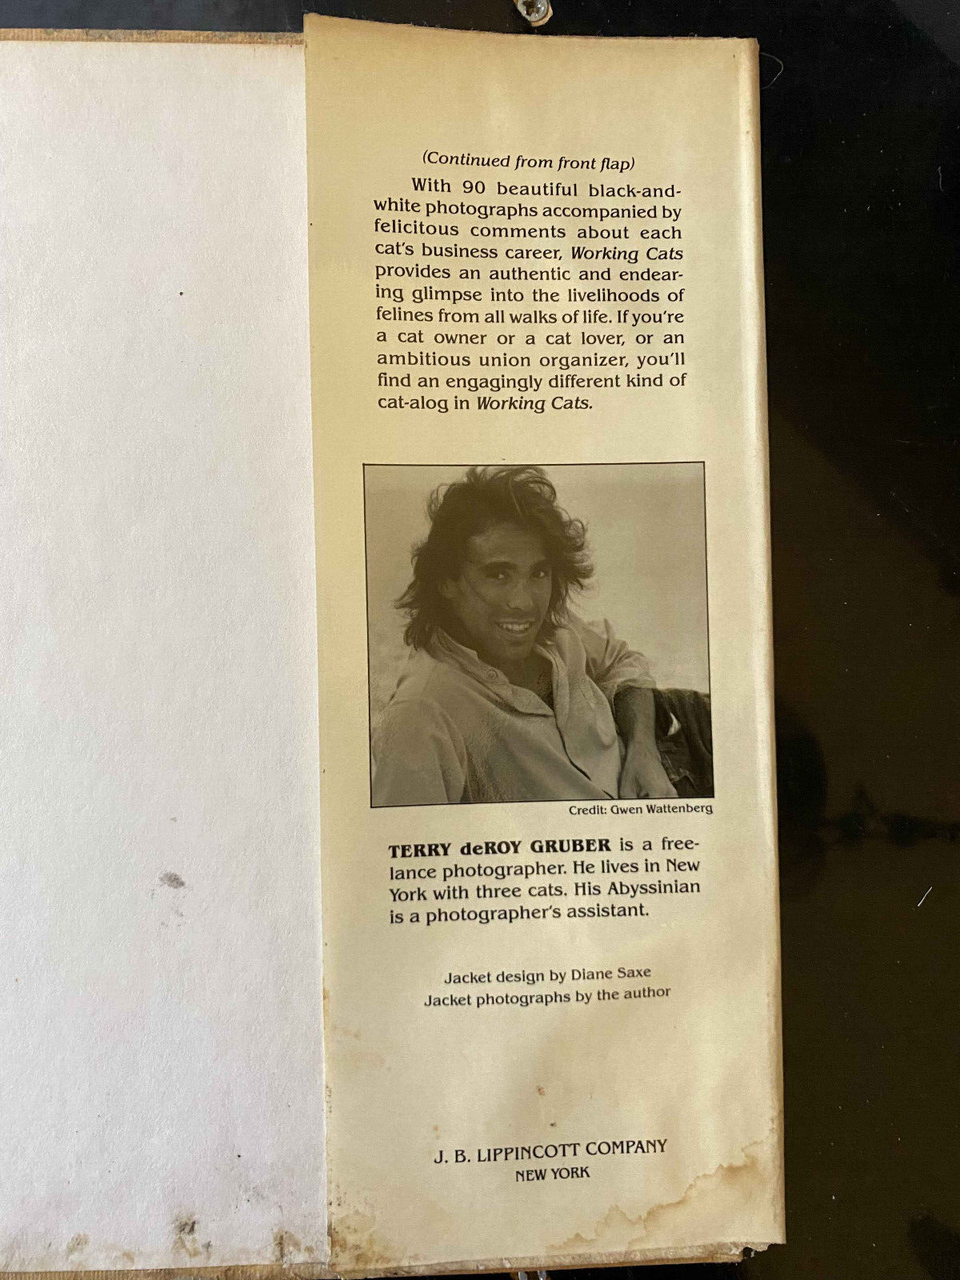 (Continued from front flap)
With 90 beautiful black-and-
white photographs accompanied by
felicitous comments about each
cat's business career, Working Cats
provides an authentic and endear-
ing glimpse into the livelihoods of
felines from all walks of life. If you're
a cat owner or a cat lover, or an
ambitious union organizer, you'll
find an engagingly different kind of
cat-alog in Working Cats.
Credit: Gwen Wattenberg
TERRY deROY GRUBER is a free-
lance photographer. He lives in New
York with three cats. His Abyssinian
is a photographer's assistant.
Jacket design by Diane Saxe
Jacket photographs by the author
J. B. LIPPINCOTT COMPANY
NEW YORK